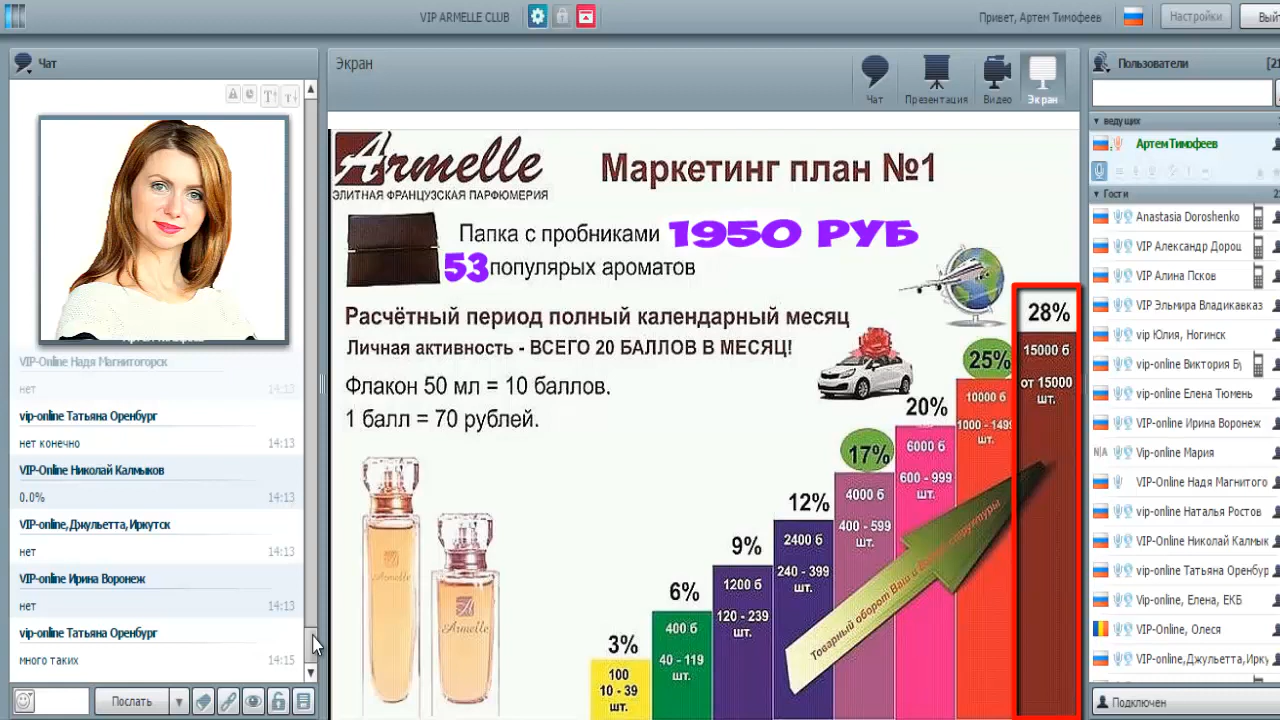 VIP ARMELLE CLUB
Привет, Артем Тимофеев
Настройки
Чат
VIP-Online Надя Магнитогорск
нет 14:13
vip-online Татьяна Оренбург
нет конечно 14:13
VIP-Online Николай Калмыков
0.0% 14:13
VIP-Online,Джульетта,Иркутск
нет 14:13
vip-Online Ирина Воронеж
нет 14:13
vip-online Татьяна Оренбург
много таких 14:15
Послать
Экран
Чат
Презентация
Видео
Экран
Armelle
ЭЛИТНАЯ ФРАНЦУЗСКАЯ ПАРФЮМЕРИЯ
Маркетинг план №1
Папка с пробниками 1950 РУБ
53 популярых ароматов
Расчётный период полный календарный месяц
Личная активность - ВСЕГО 20 БАЛЛОВ В МЕСЯЦ!
Флакон 50 мл = 10 баллов.
1 балл = 70 рублей.
Armelle
Armelle
3%
100
10 - 39
шт.
6%
400 б
40 - 119
шт.
9%
1200 б
120 - 239
шт.
12%
2400 б
240 - 399
шт.
17%
4000 б
400 - 599
шт.
20%
6000 б
600 - 999
шт.
25%
10000 б
1000 - 1499
шт.
28%
15000 б
от 15000
шт.
Товарный оборот Ваш и
структуры
Пользователи
ведущих
Артем Тимофеев
Гости
Anastasia Doroshenko
VIP Александр Дорощ
VIP Алина Псков
VIP Эльмира Владикавказ
vip Юлия, Ногинск
vip-online Виктория Бу
vip-online Елена Тюмень
vip-Online Ирина Воронеж
N/A Vip-online Мария
VIP-Online Надя Магнитого
vip-online Наталья Ростов
VIP-Online Николай Калмык
vip-online Татьяна Оренбур
Vip-online, Елена, ЕКБ
VIP-Online, Олеся
VIP-online,Джульетта,Ирку
Подключен